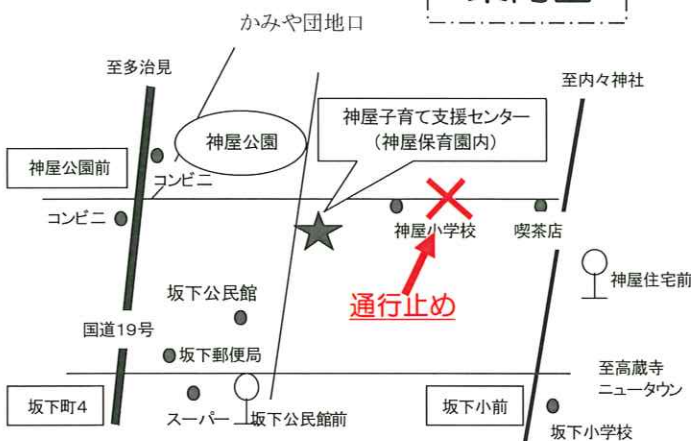 かみや団地口
至多治見
至内々神社
神屋子育て支援センター
(神屋保育園内)
神屋公園
神屋公園前
コンビニ
コンビニ
神屋小学校
喫茶店
神屋住宅前
通行止め
坂下公民館
国道19号
坂下郵便局
至高蔵寺
ニュータウン
坂下町4
スーパー
坂下公民館前
坂下小前
坂下小学校